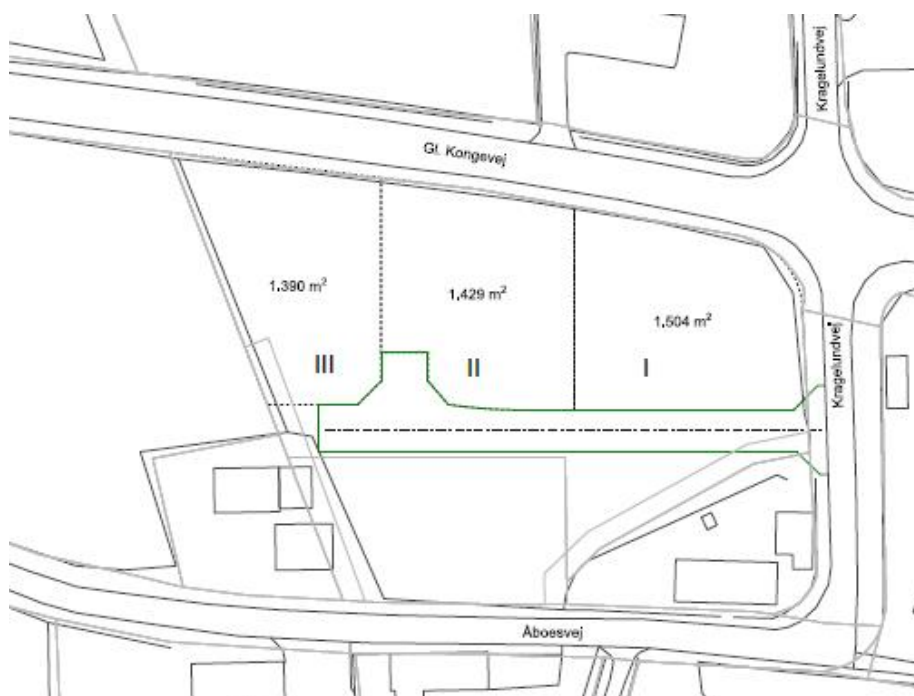 Kragelundvej
Gl. Kongevej
1.390 m²
1.429 m²
1.504 m²
III
II
I
Kragelundvej
Åboesvej